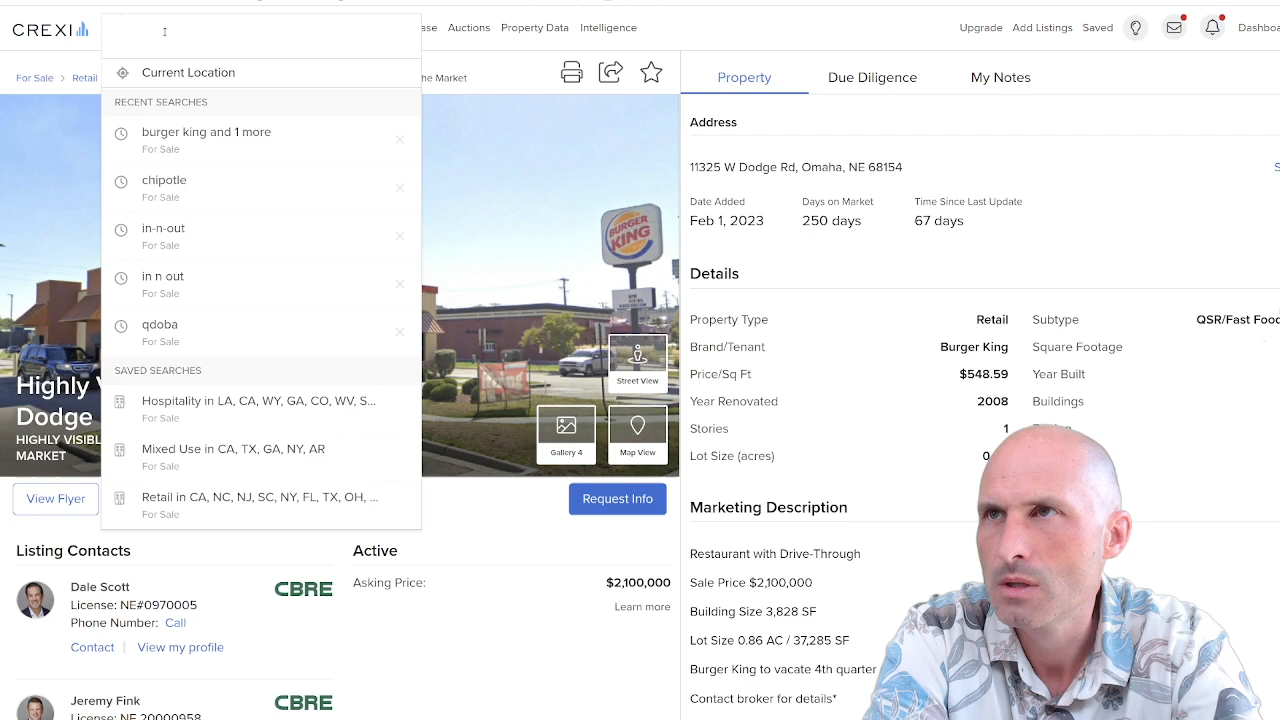 CREXI
ase
Auctions
Property Data
Intelligence
Upgrade
Add Listings
Saved
For Sale
Retail
he Market
Current Location
RECENT SEARCHES
burger king and 1 more
For Sale
chipotle
For Sale
in-n-out
For Sale
in n out
For Sale
qdoba
For Sale
SAVED SEARCHES
Hospitality in LA, CA, WY, GA, CO, WV, S...
For Sale
Mixed Use in CA, TX, GA, NY, AR
For Sale
Retail in CA, NC, NJ, SC, NY, FL, TX, OH, ...
For Sale
BURGER
KING
Street View
Gallery 4
Map View
Highly
Dodge
HIGHLY VISIBL
MARKET
View Flyer
Request Info
Listing Contacts
Dale Scott
License: NE#0970005
Phone Number: Call
Contact | View my profile
CBRE
Jeremy Fink
License: NE 20000958
CBRE
Active
Asking Price: $2,100,000
Learn more
Property
Due Diligence
My Notes
Address
11325 W Dodge Rd, Omaha, NE 68154
Date Added
Days on Market
Time Since Last Update
Feb 1, 2023
250 days
67 days
Details
Property Type Retail
Subtype QSR/Fast Food
Brand/Tenant Burger King
Square Footage
Price/Sq Ft $548.59
Year Built
Year Renovated 2008
Buildings
Stories 1
Lot Size (acres) 0.
Marketing Description
Restaurant with Drive-Through
Sale Price $2,100,000
Building Size 3,828 SF
Lot Size 0.86 AC / 37,285 SF
Burger King to vacate 4th quarter
Contact broker for details*